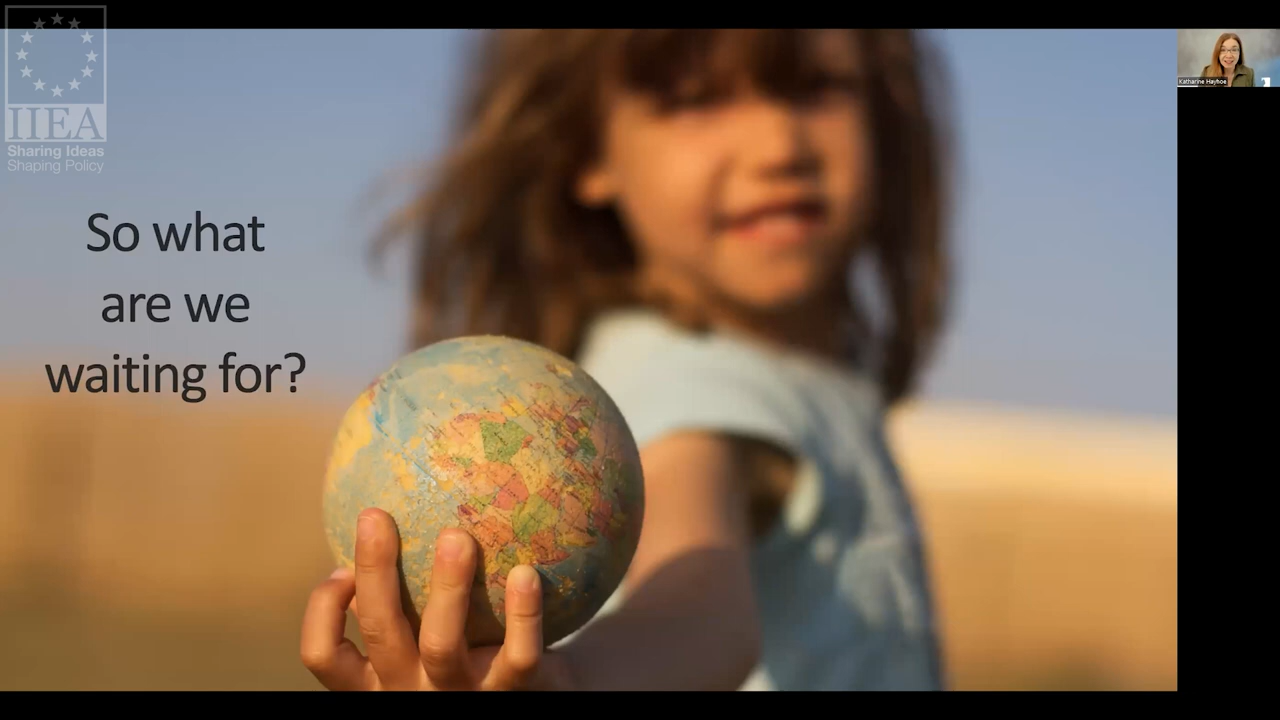 IIEA
Sharing Ideas
Shaping Policy
So what
are we
waiting for?
Katharine Hayhoe